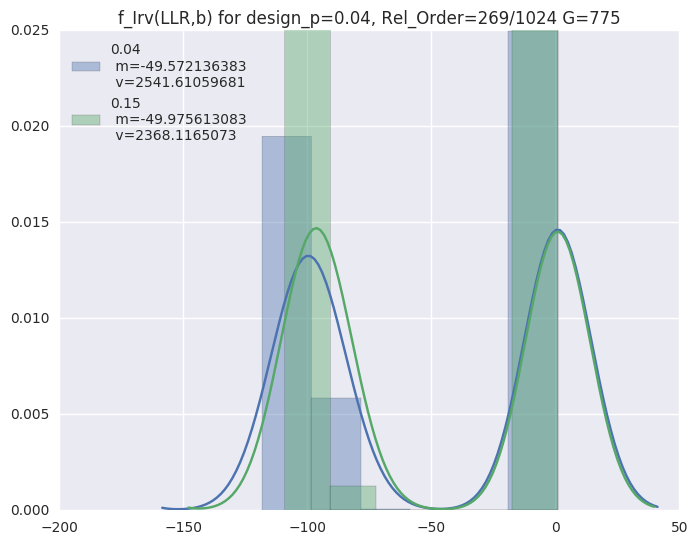 f_Irv(LLR,b) for design_p=0.04, Rel_Order=269/1024 G=775
0.04
m=-49.572136383
v=2541.61059681
0.15
m=-49.975613083
v=2368.1165073
0.025
0.020
0.015
0.010
0.005
0.000
−200
−150
−100
−50
0
50